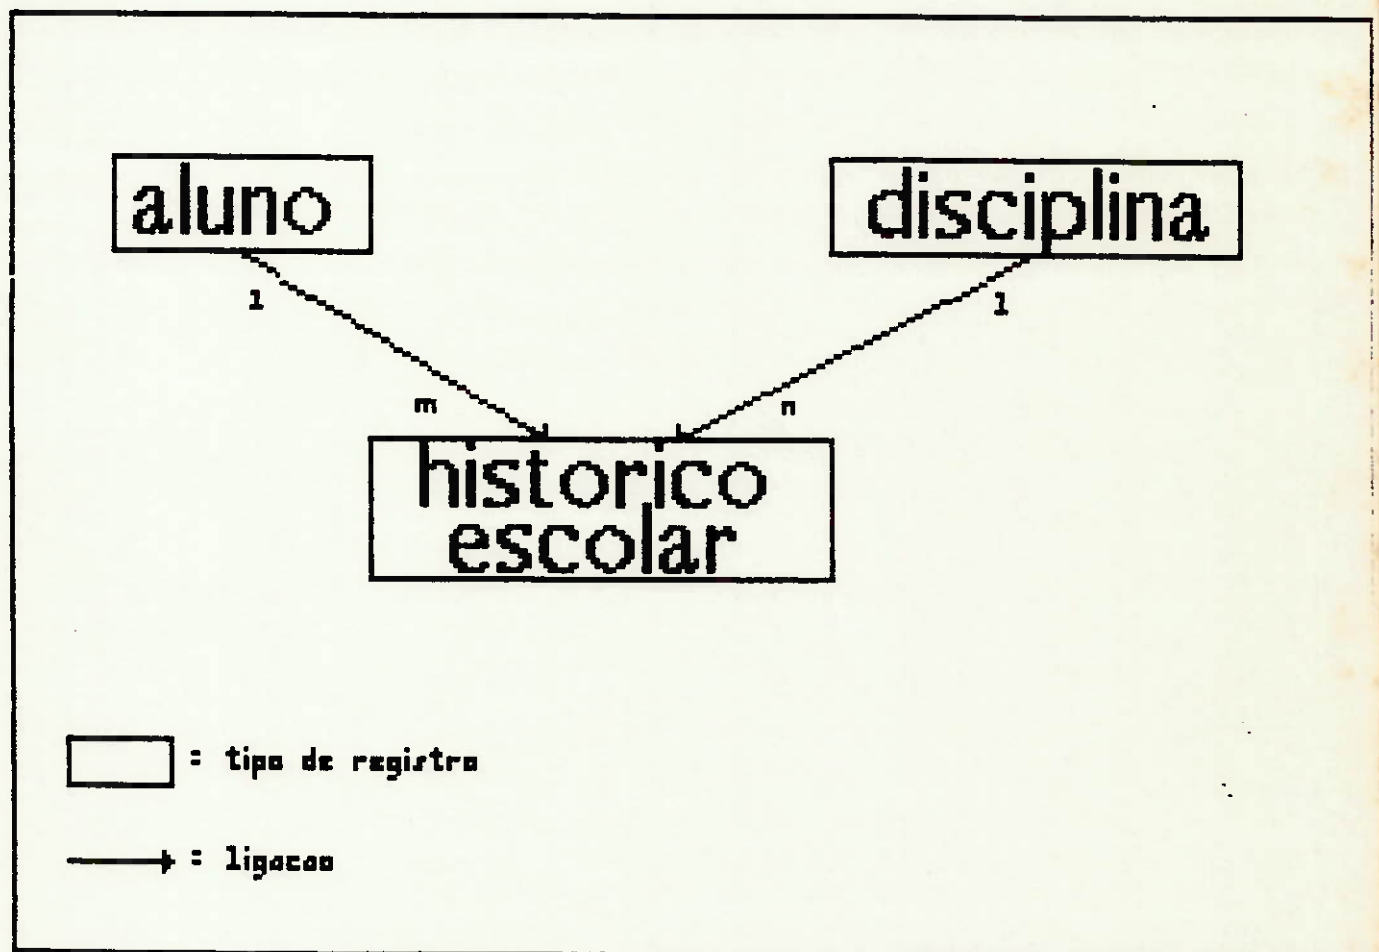 aluno
disciplina
1
1
m
n
historico
escolar
= tipo de registro
= ligacao